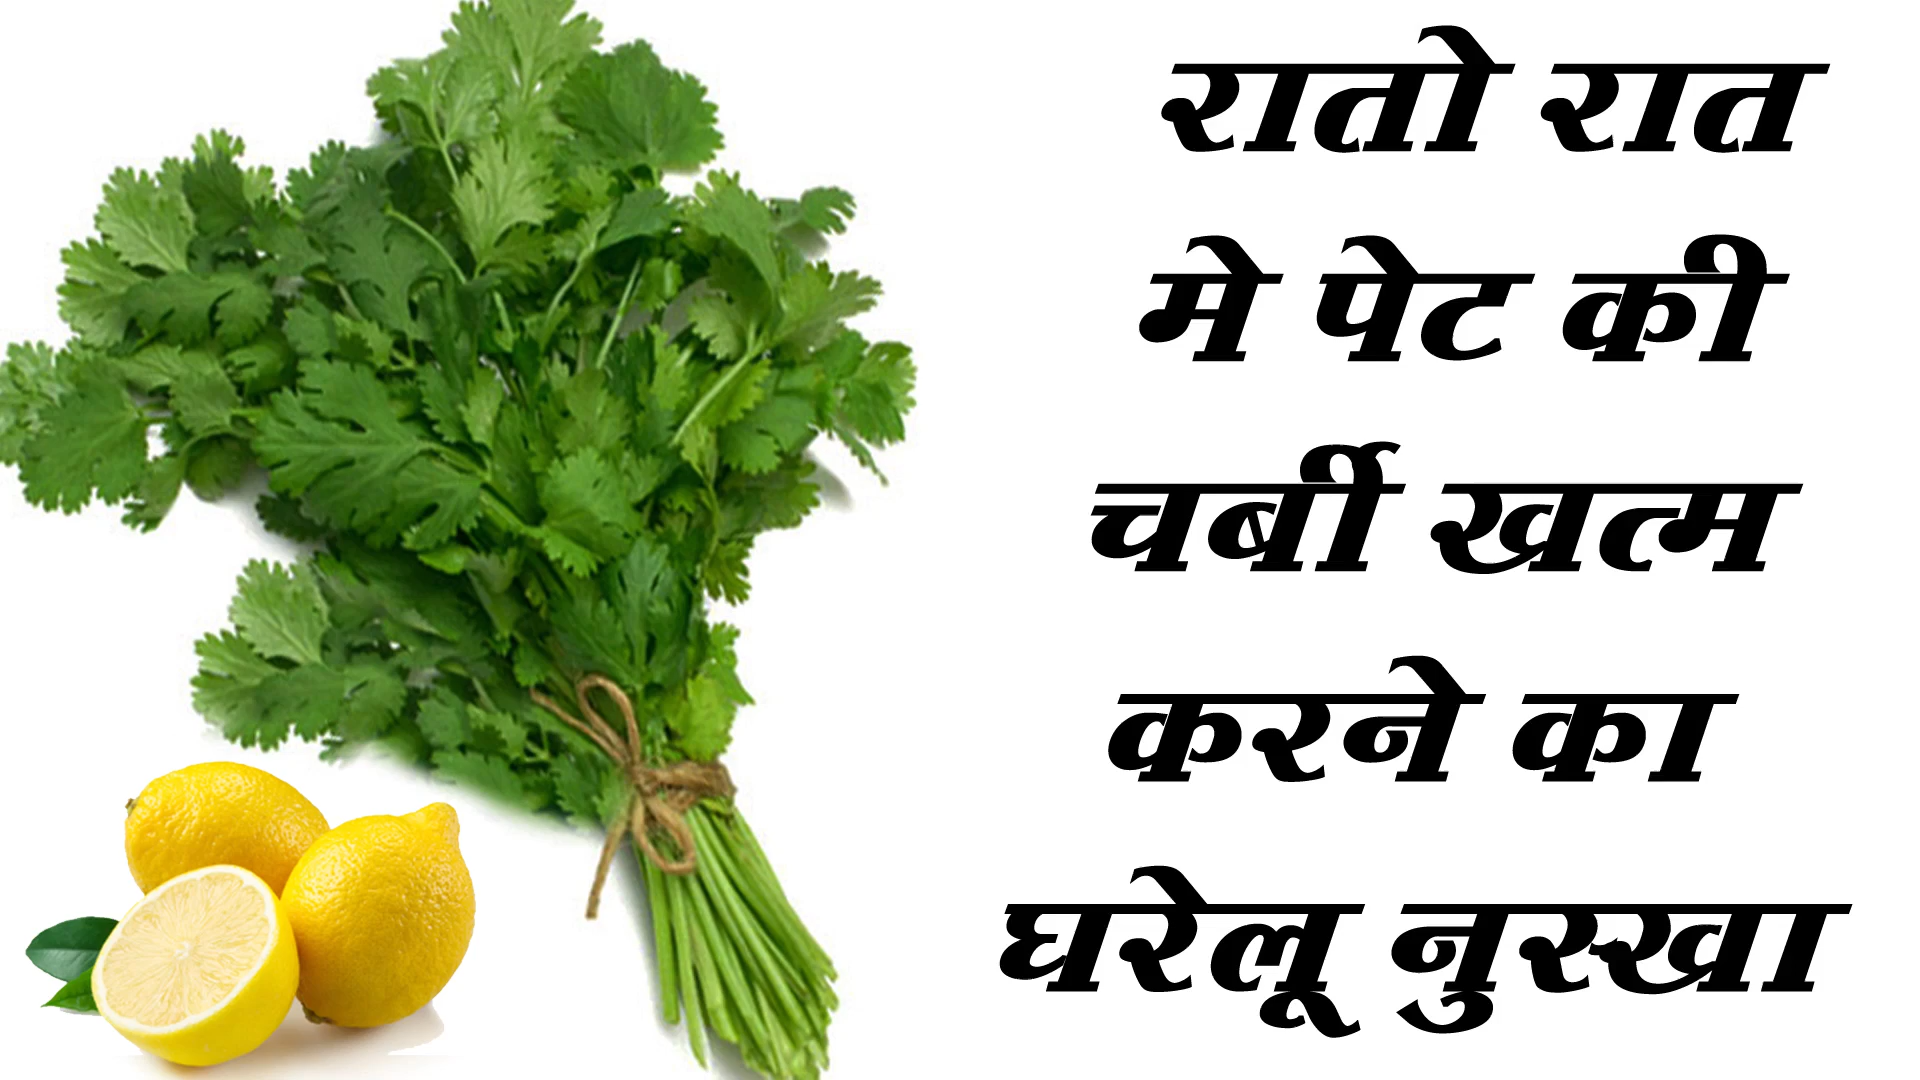 रातो रात
मे पेट की
चर्बी खत्म
करने का
घरेलू नुस्खा